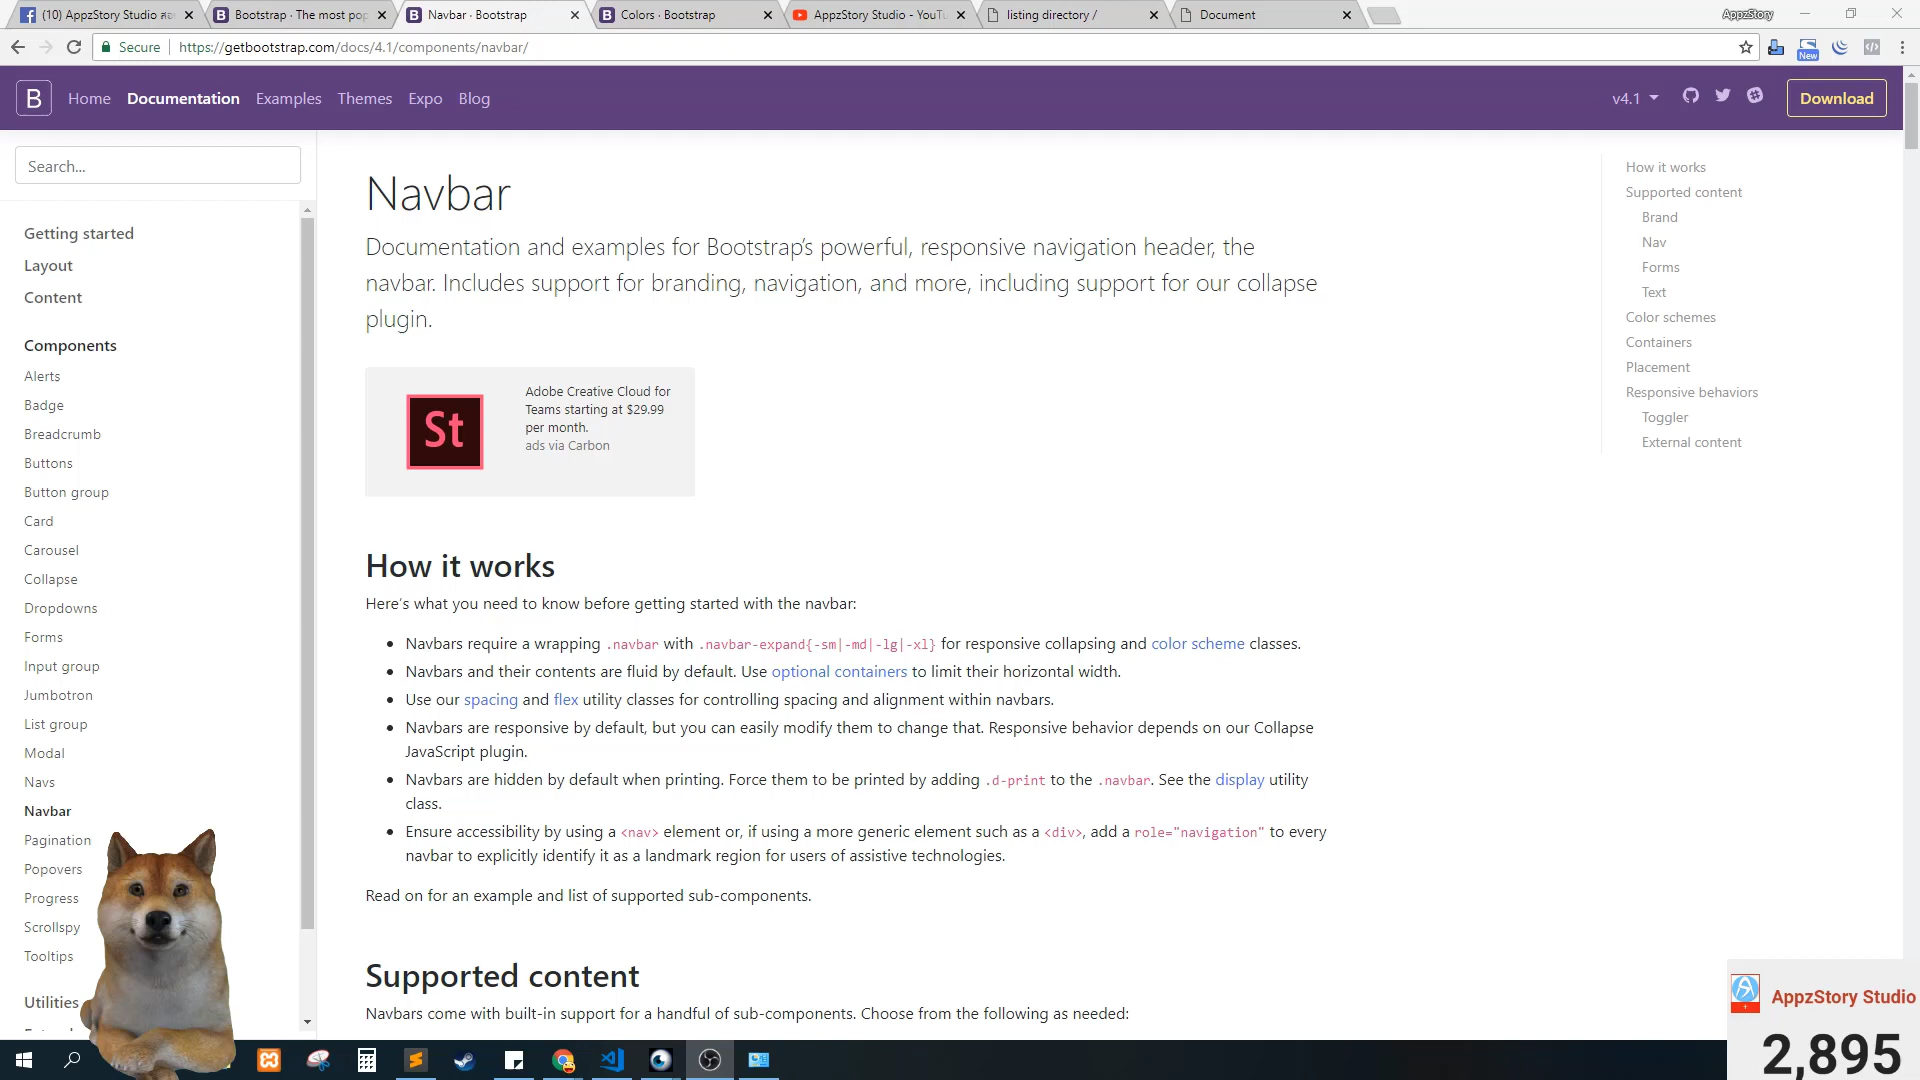 (10) AppzStory Studio สอ
Bootstrap · The most pop
Navbar · Bootstrap
Colors · Bootstrap
AppzStory Studio - YouTu
listing directory /
Document
AppzStory
Secure
https://getbootstrap.com/docs/4.1/components/navbar/
New
B
Home
Documentation
Examples
Themes
Expo
Blog
v4.1
Download
Search...
Getting started
Layout
Content
Components
Alerts
Badge
Breadcrumb
Buttons
Button group
Card
Carousel
Collapse
Dropdowns
Forms
Input group
Jumbotron
List group
Modal
Navs
Navbar
Pagination
Popovers
Progress
Scrollspy
Tooltips
Utilities
Navbar
Documentation and examples for Bootstrap’s powerful, responsive navigation header, the
navbar. Includes support for branding, navigation, and more, including support for our collapse
plugin.
St
Adobe Creative Cloud for
Teams starting at $29.99
per month.
ads via Carbon
How it works
Here’s what you need to know before getting started with the navbar:
Navbars require a wrapping .navbar with .navbar-expand{-sm|-md|-lg|-xl} for responsive collapsing and color scheme classes.
Navbars and their contents are fluid by default. Use optional containers to limit their horizontal width.
Use our spacing and flex utility classes for controlling spacing and alignment within navbars.
Navbars are responsive by default, but you can easily modify them to change that. Responsive behavior depends on our Collapse
JavaScript plugin.
Navbars are hidden by default when printing. Force them to be printed by adding .d-print to the .navbar. See the display utility
class.
Ensure accessibility by using a <nav> element or, if using a more generic element such as a <div>, add a role="navigation" to every
navbar to explicitly identify it as a landmark region for users of assistive technologies.
Read on for an example and list of supported sub-components.
Supported content
Navbars come with built-in support for a handful of sub-components. Choose from the following as needed:
How it works
Supported content
Brand
Nav
Forms
Text
Color schemes
Containers
Placement
Responsive behaviors
Toggler
External content
AppzStory Studio
2,895